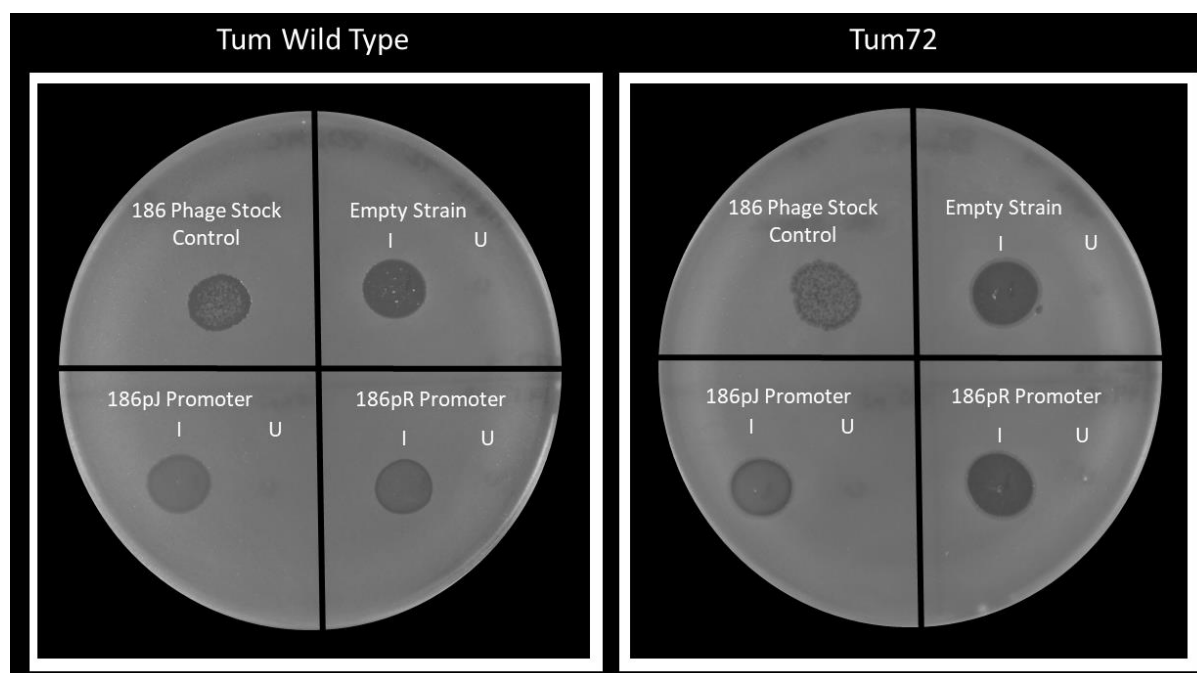 Tum Wild Type
186 Phage Stock
Control
Empty Strain
I U
186pJ Promoter
I U
186pR Promoter
I U
Tum72
186 Phage Stock
Control
Empty Strain
I U
186pJ Promoter
I U
186pR Promoter
I U